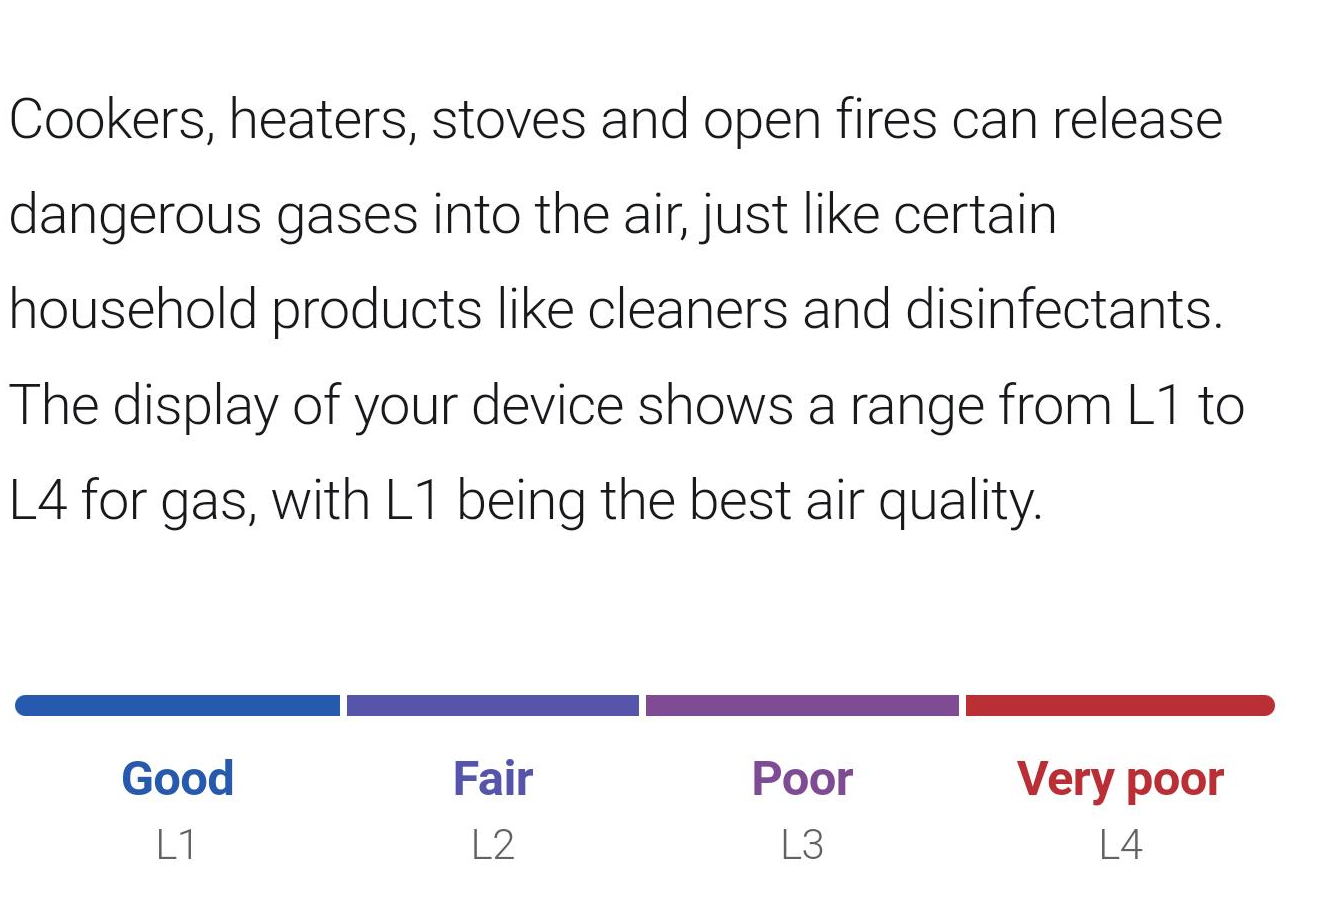 Cookers, heaters, stoves and open fires can release
dangerous gases into the air, just like certain
household products like cleaners and disinfectants.
The display of your device shows a range from L1 to
L4 for gas, with L1 being the best air quality.
Good Fair Poor Very poor
L1 L2 L3 L4